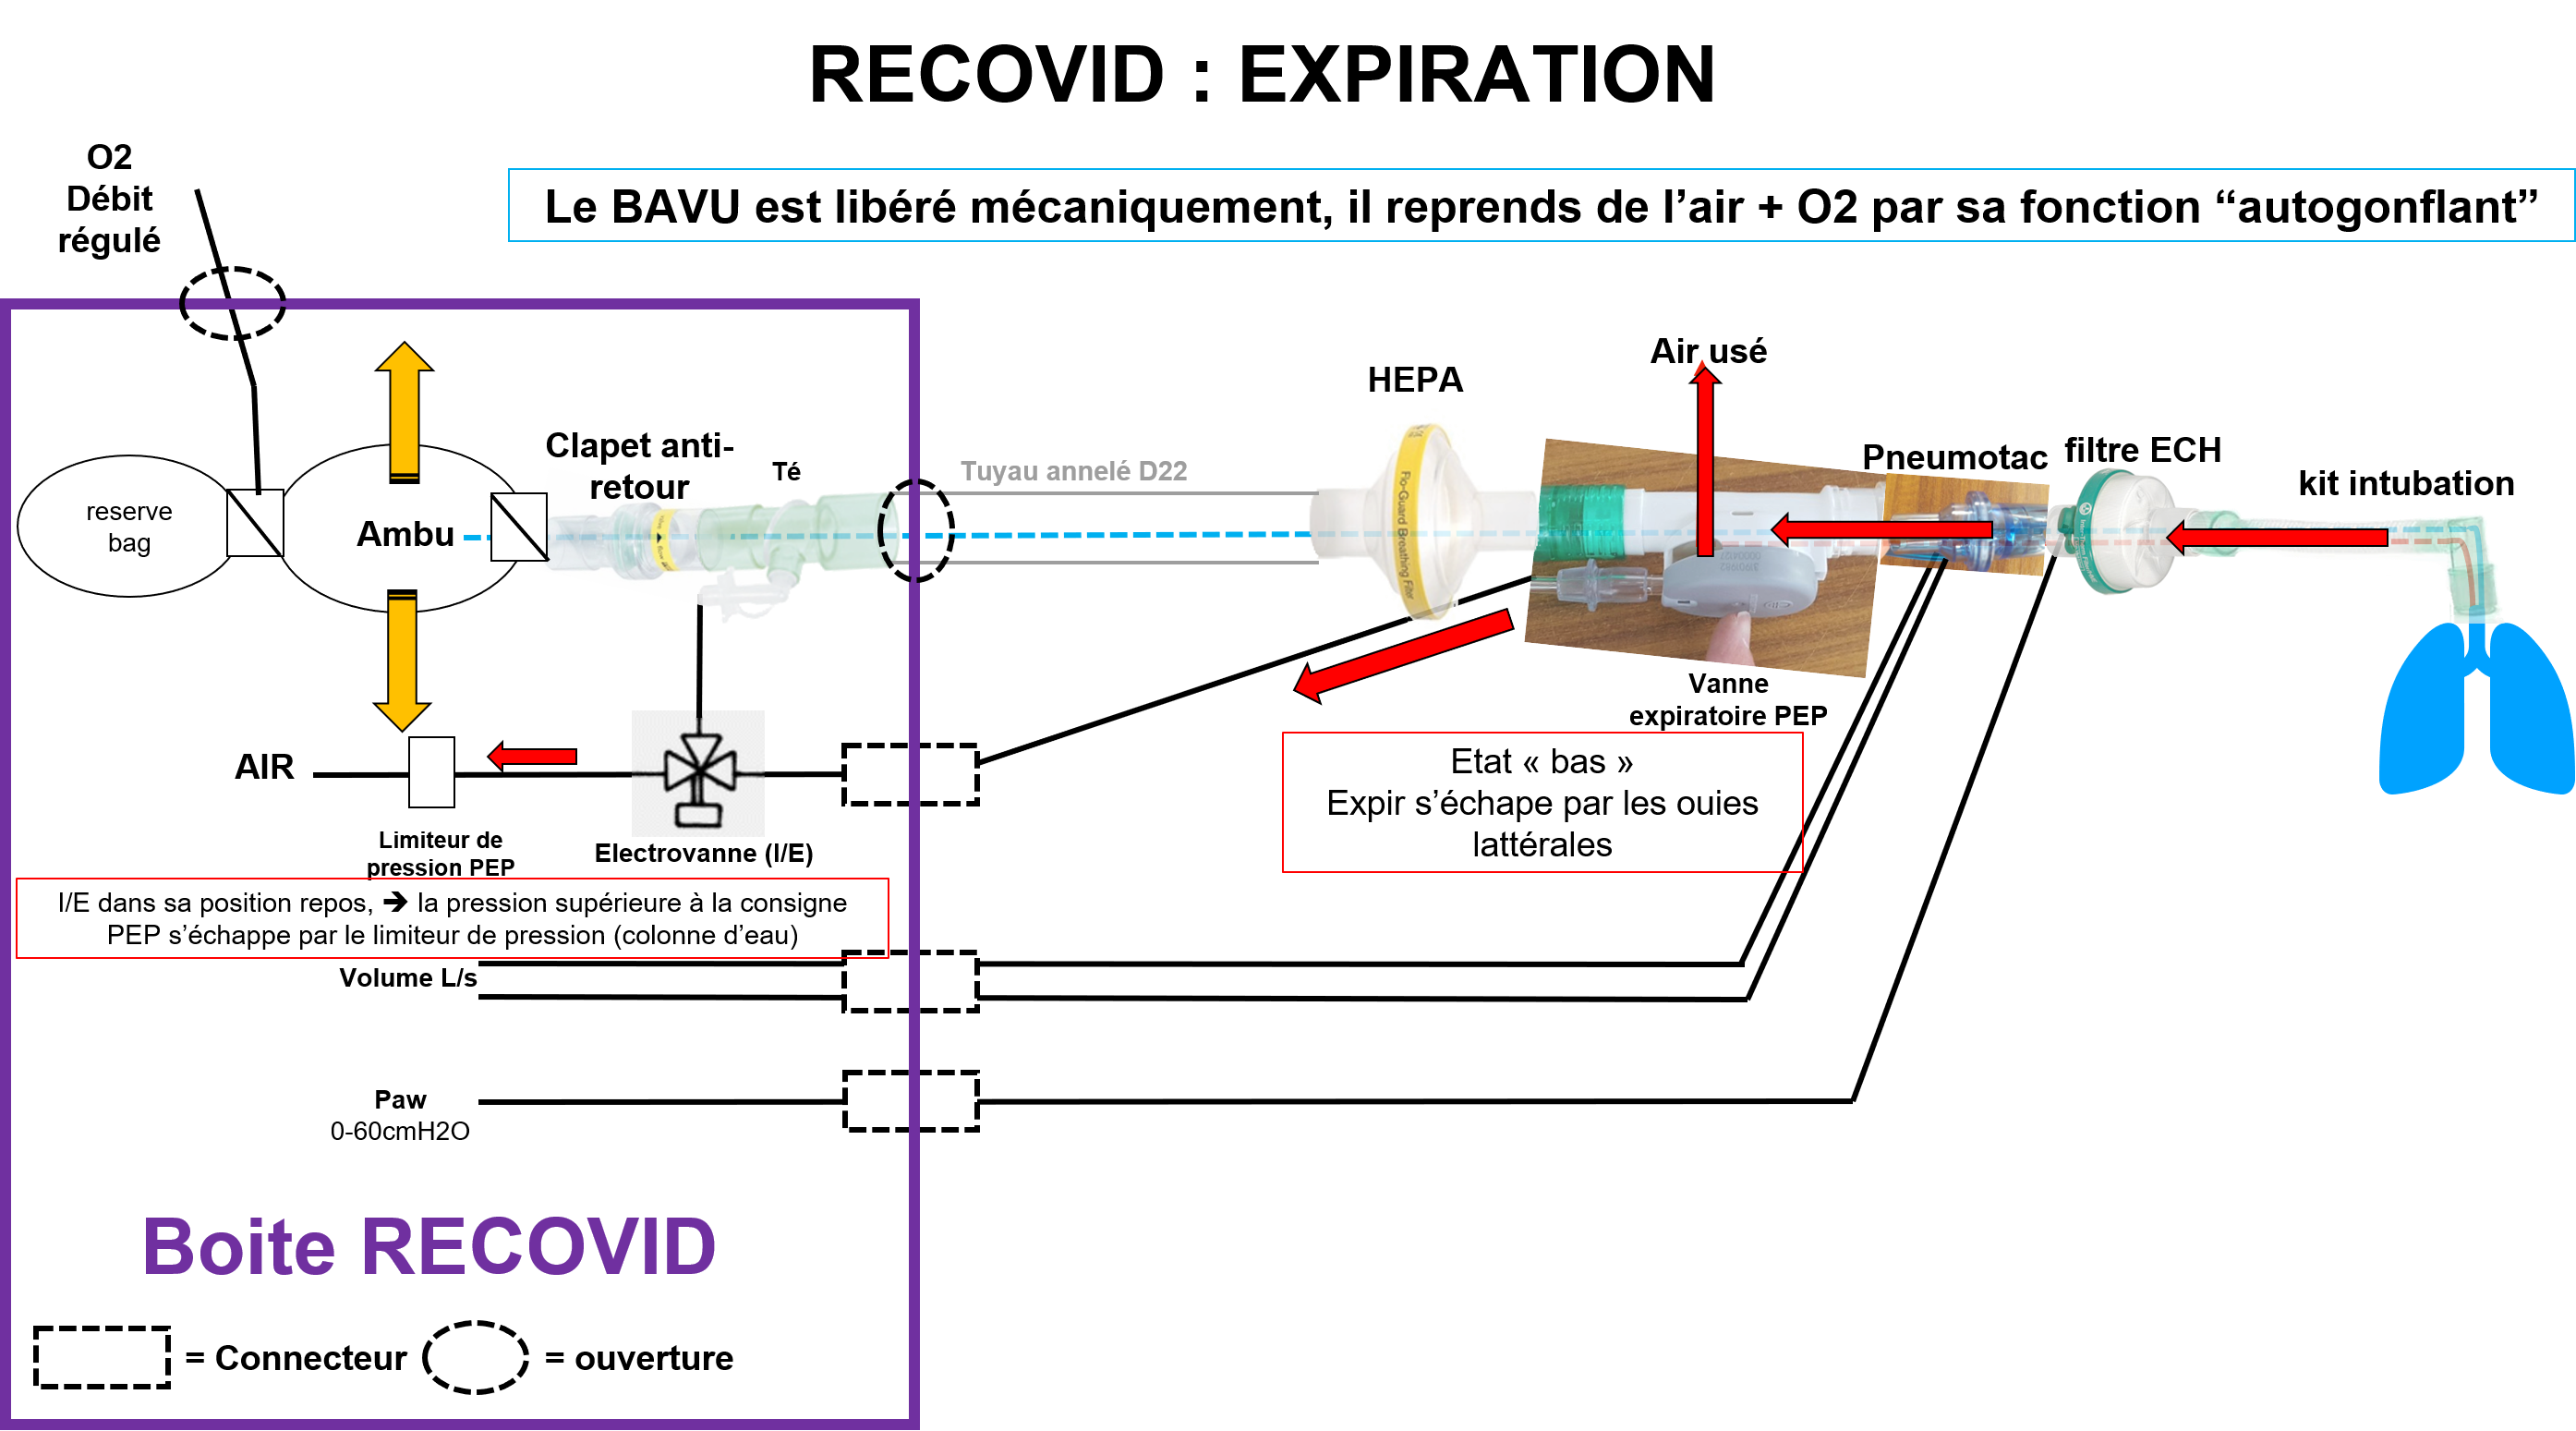 RECOVID : EXPIRATION
O2
Débit
régulé
Le BAVU est libéré mécaniquement, il reprends de l’air + O2 par sa fonction “autogonflant”
Air usé
HEPA
Clapet anti-
retour
Té
Tuyau annelé D22
Pneumotac
filtre ECH
kit intubation
reserve
bag
Ambu
Flo-Guard Breathing Filter
Vanne
expiratoire PEP
AIR
Etat « bas »
Expir s’échape par les ouies
lattérales
Limiteur de
pression PEP
Electrovanne (I/E)
I/E dans sa position repos, 🡺 la pression supérieure à la consigne
PEP s’échappe par le limiteur de pression (colonne d’eau)
Volume L/s
Paw
0-60cmH2O
Boite RECOVID
= Connecteur
= ouverture